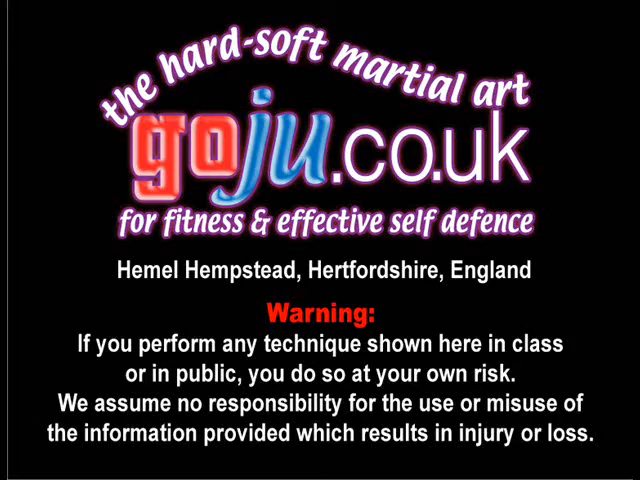 the hard-soft martial art
goju.co.uk
for fitness & effective self defence
Hemel Hempstead, Hertfordshire, England
Warning:
If you perform any technique shown here in class
or in public, you do so at your own risk.
We assume no responsibility for the use or misuse of
the information provided which results in injury or loss.